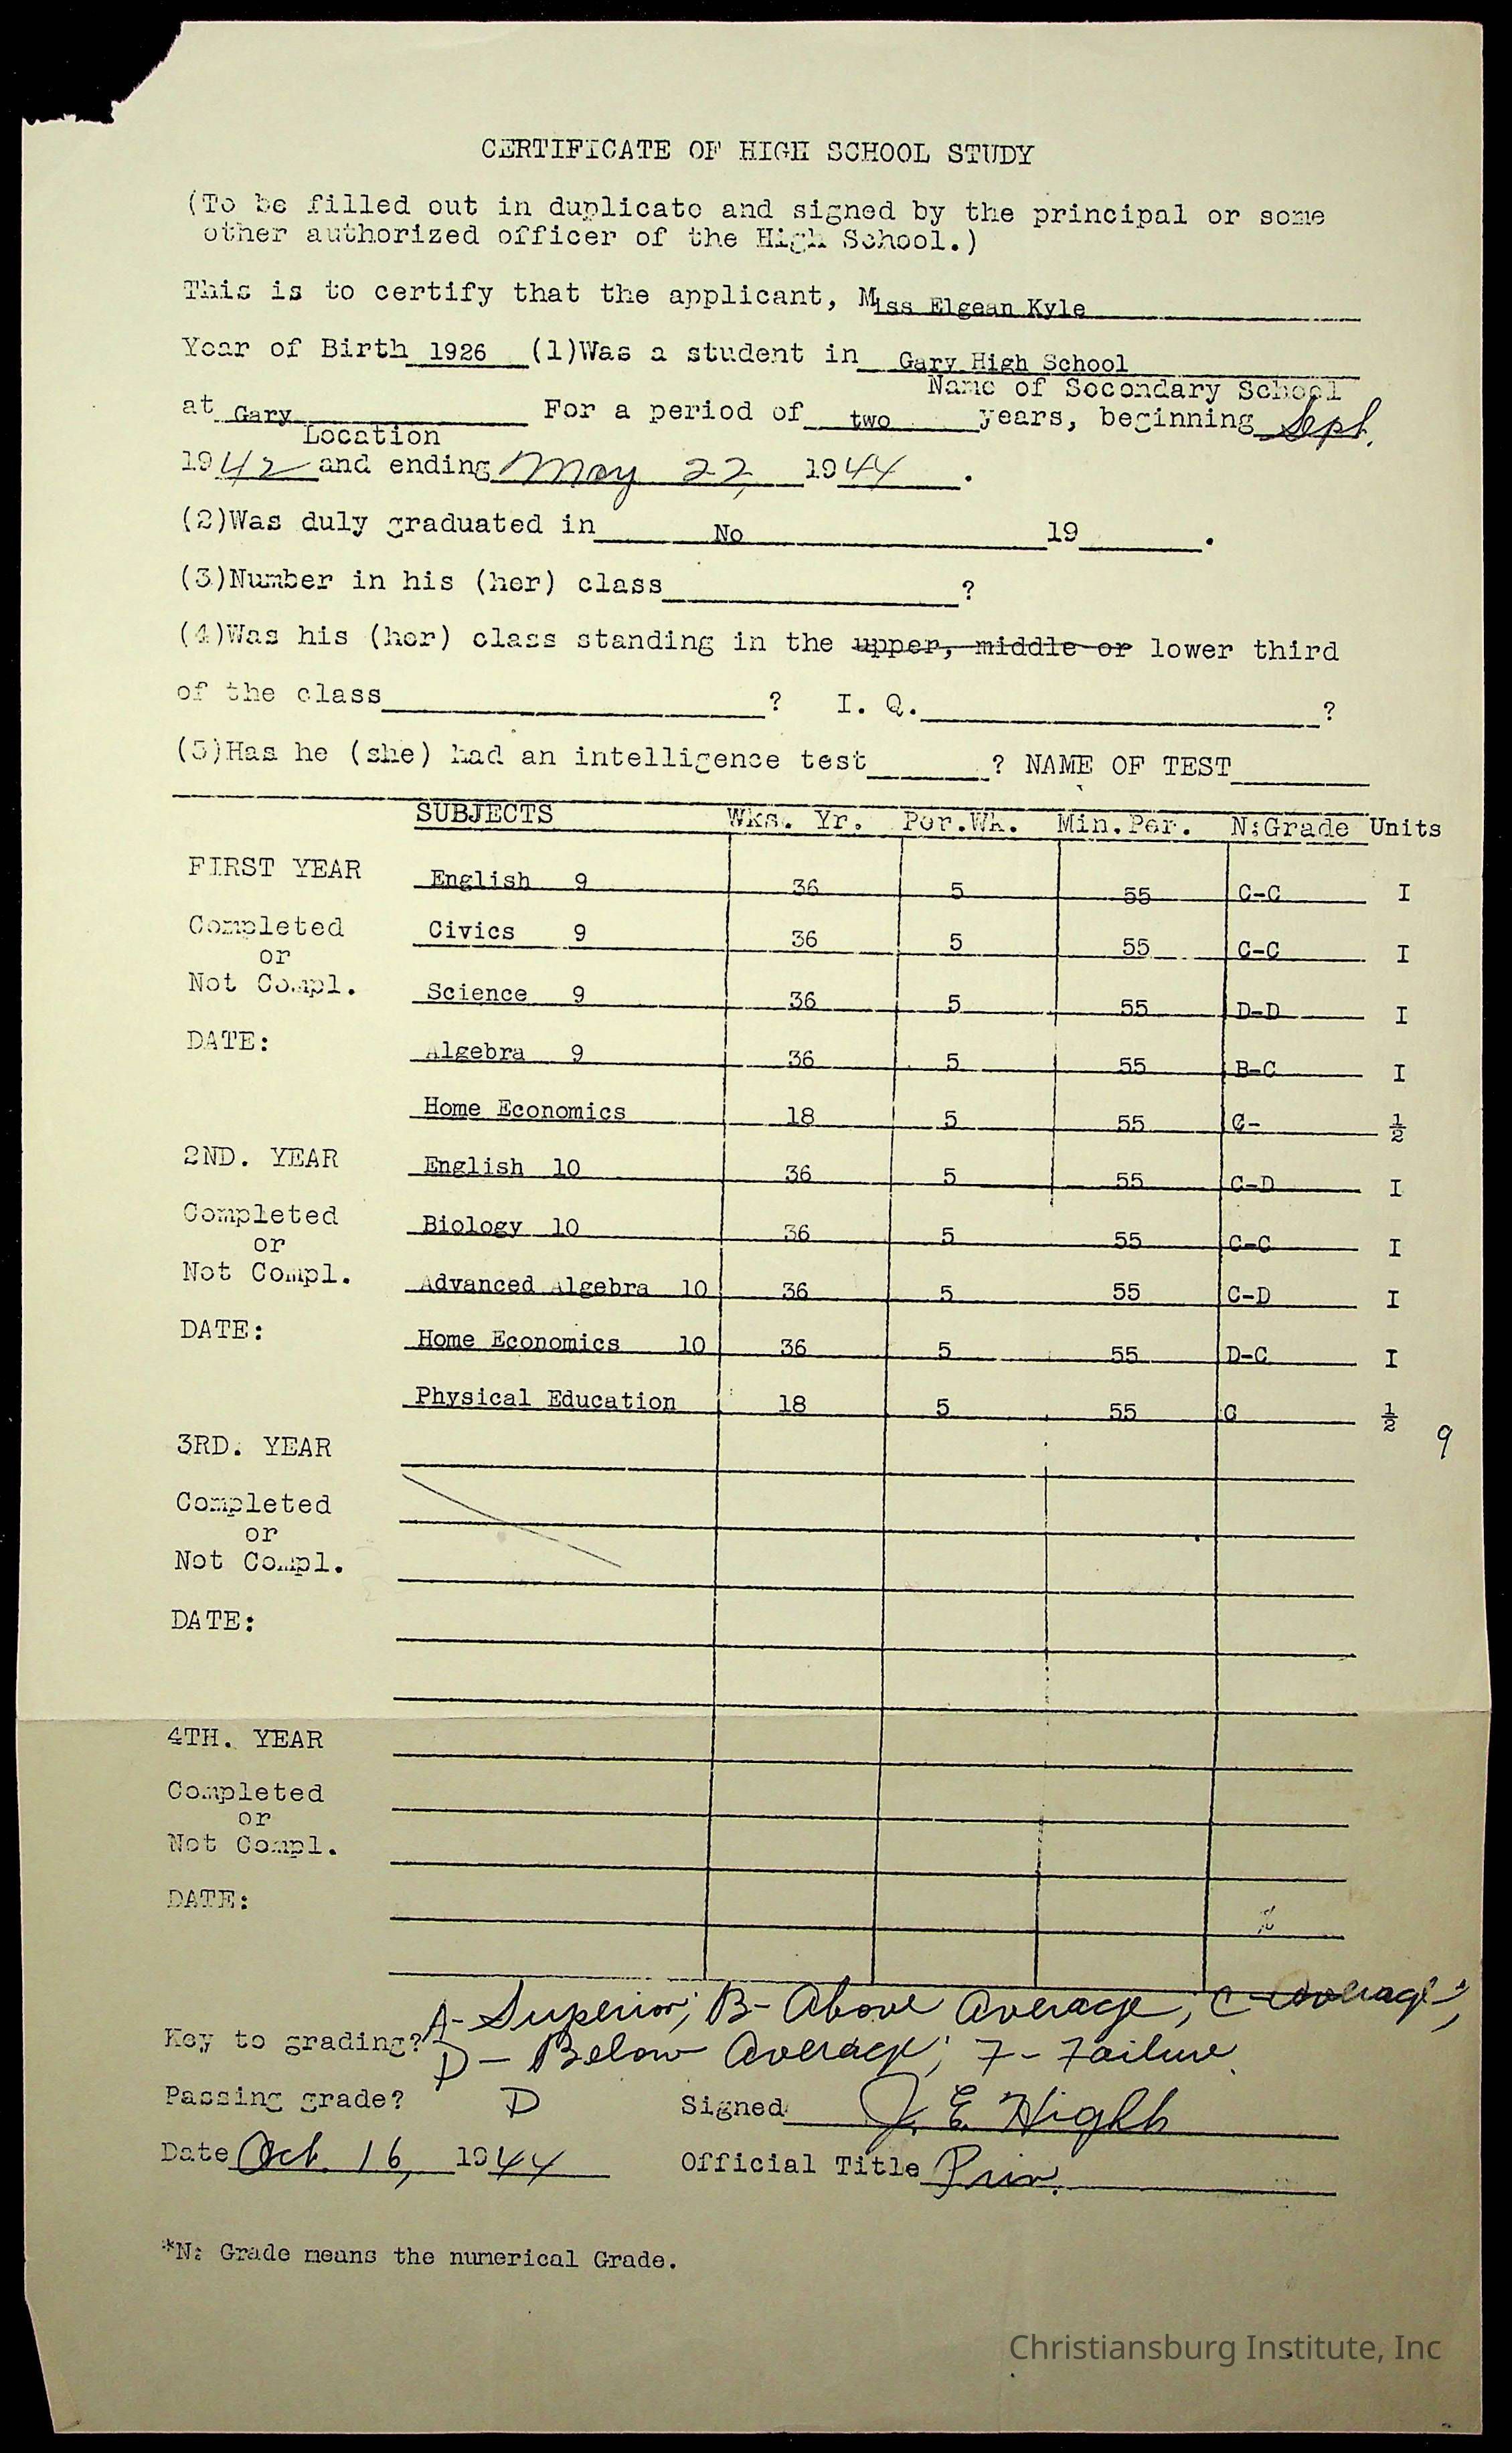 CERTIFICATE OF HIGH SCHOOL STUDY
(To be filled out in duplicate and signed by the principal or some
other authorized officer of the High School.)
This is to certify that the applicant, Miss Elgean Kyle
Year of Birth 1926 (1)Was a student in Gary High School
Name of Secondary School
at Gary For a period of two years, beginning Sept.
Location
1942 and ending May 22, 1944.
(2)Was duly graduated in No 19 .
(3)Number in his (her) class ?
(4)Was his (her) class standing in the upper, middle or lower third
of the class ? I. Q. ?
(5)Has he (she) had an intelligence test ? NAME OF TEST
SUBJECTS Wks. Yr. Per.Wk. Min.Per. N:Grade Units
FIRST YEAR English 9 36 5 55 C-C I
Completed Civics 9 36 5 55 C-C I
or
Not Compl. Science 9 36 5 55 D-D I
DATE: Algebra 9 36 5 55 B-C I
Home Economics 18 5 55 C- ½
2ND. YEAR English 10 36 5 55 C-D I
Completed Biology 10 36 5 55 C-C I
or
Not Compl. Advanced Algebra 10 36 5 55 C-D I
DATE: Home Economics 10 36 5 55 D-C I
Physical Education 18 5 55 C ½ 9
3RD. YEAR
Completed
or
Not Compl.
DATE:
4TH. YEAR
Completed
or
Not Compl.
DATE:
A- Superior; B- Above Average; C-Average;
Key to grading? D- Below Average; F- Failure
Passing grade? D Signed J. E. Highb
Date Oct. 16, 1944 Official Title Prin.
*N: Grade means the numerical Grade.
Christiansburg Institute, Inc